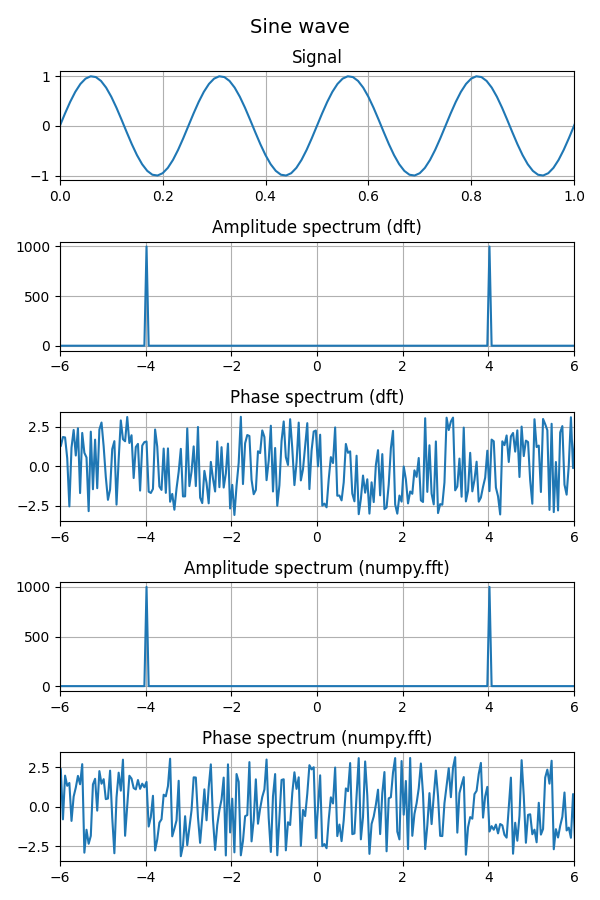 Sine wave
Signal
1
0
−1
0.0 0.2 0.4 0.6 0.8 1.0
Amplitude spectrum (dft)
1000
500
0
−6 −4 −2 0 2 4 6
Phase spectrum (dft)
2.5
0.0
−2.5
−6 −4 −2 0 2 4 6
Amplitude spectrum (numpy.fft)
1000
500
0
−6 −4 −2 0 2 4 6
Phase spectrum (numpy.fft)
2.5
0.0
−2.5
−6 −4 −2 0 2 4 6